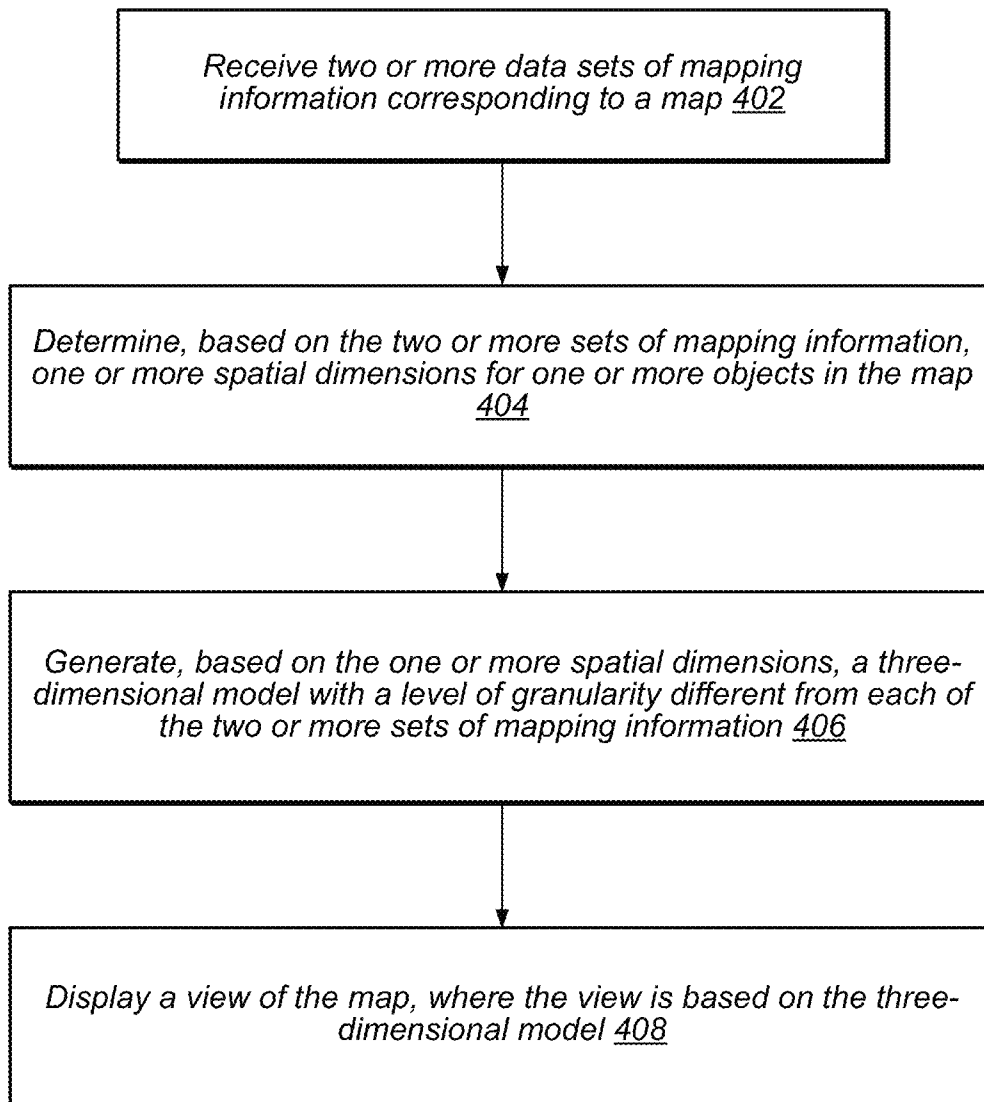 Receive two or more data sets of mapping
information corresponding to a map 402
Determine, based on the two or more sets of mapping information,
one or more spatial dimensions for one or more objects in the map
404
Generate, based on the one or more spatial dimensions, a three-
dimensional model with a level of granularity different from each of
the two or more sets of mapping information 406
Display a view of the map, where the view is based on the three-
dimensional model 408